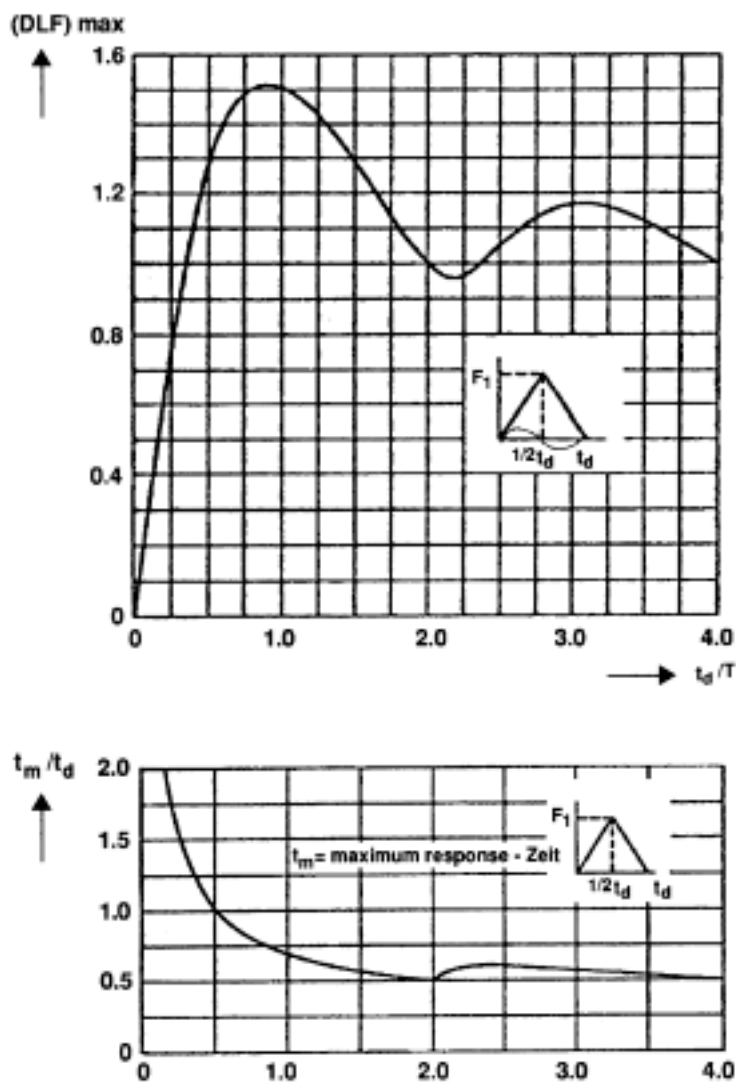 (DLF) max
1.6
1.2
0.8
0.4
0
F1
1/2td td
0 1.0 2.0 3.0 4.0
td/T
tm/td
2.0
1.5
1.0
0.5
0
F1
tm= maximum response - Zeit
1/2td td
0 1.0 2.0 3.0 4.0